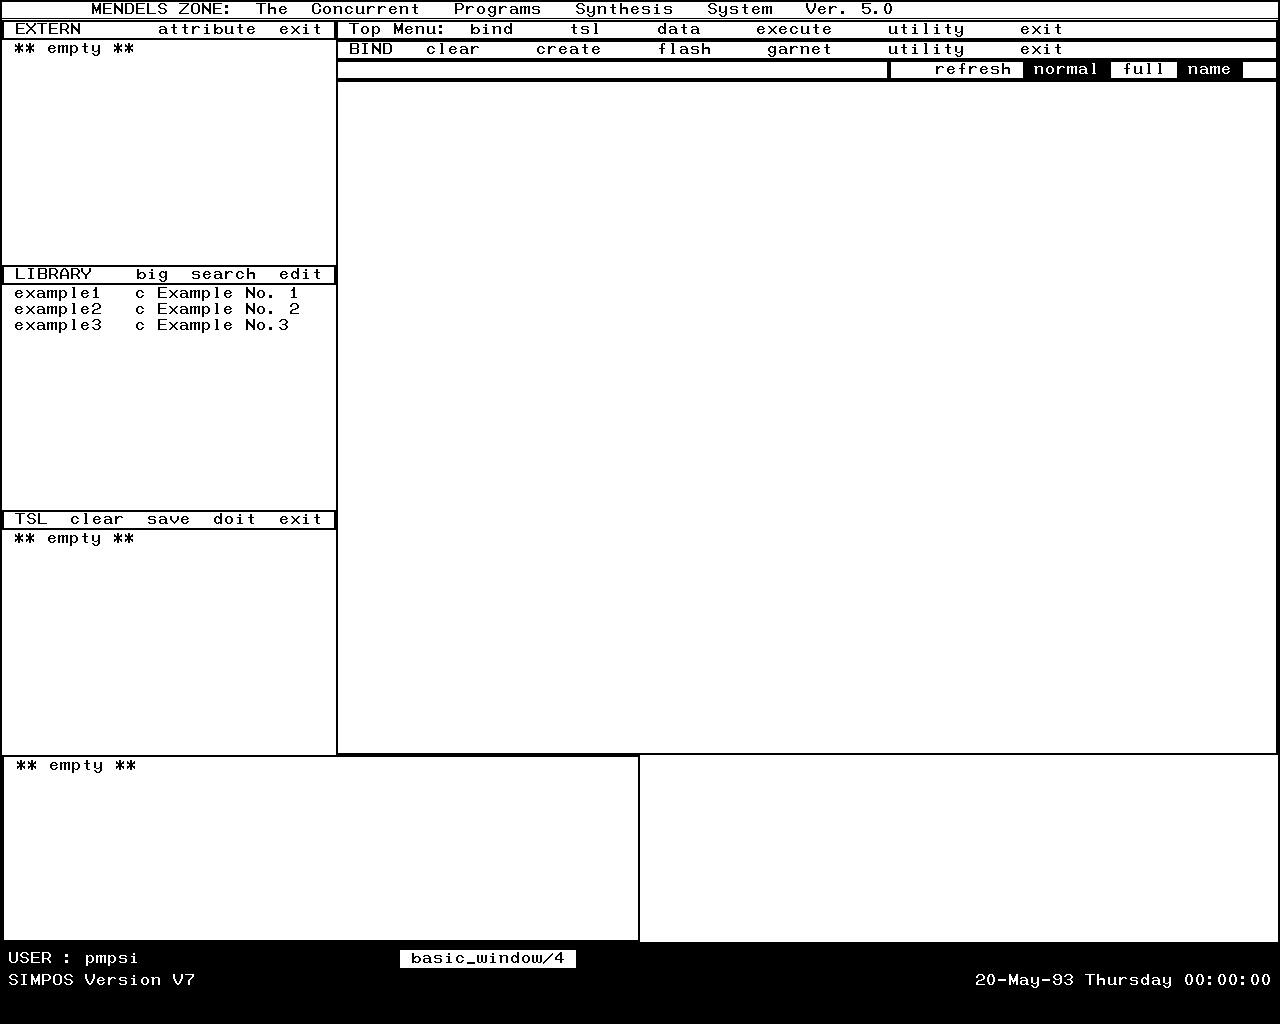 MENDELS ZONE: The Concurrent Programs Synthesis System Ver. 5.0
EXTERN attribute exit
** empty **
Top Menu: bind tsl data execute utility exit
BIND clear create flash garnet utility exit
refresh normal full name
LIBRARY big search edit
example1 c Example No. 1
example2 c Example No. 2
example3 c Example No.3
TSL clear save doit exit
** empty **
** empty **
USER : pmpsi basic_window/4
SIMPOS Version V7 20-May-93 Thursday 00:00:00